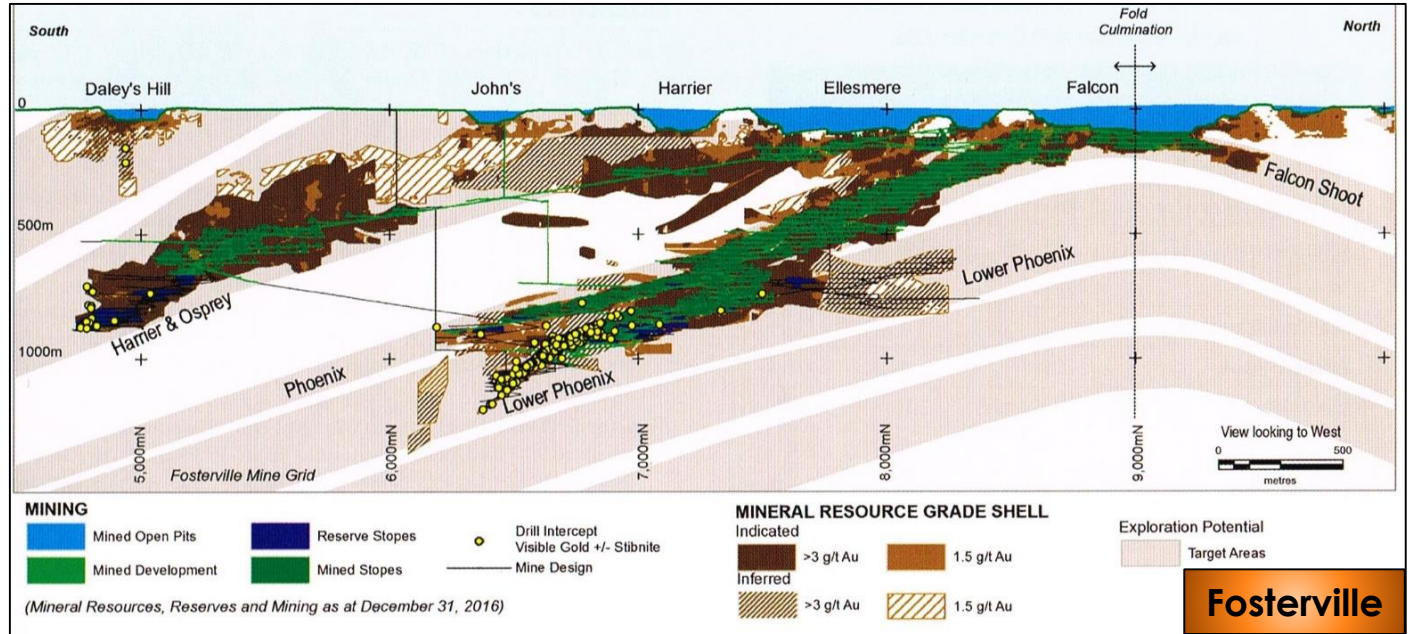 South
Fold
Culmination
North
Daley's Hill
John's
Harrier
Ellesmere
Falcon
0
Falcon Shoot
500m
Lower Phoenix
Harrier & Osprey
1000m
Phoenix
Lower Phoenix
5,000mN
6,000mN
7,000mN
8,000mN
9,000mN
View looking to West
0 500
metres
Fosterville Mine Grid
MINING
Mined Open Pits
Reserve Stopes
Drill Intercept
Visible Gold +/- Stibnite
Mined Development
Mined Stopes
Mine Design
(Mineral Resources, Reserves and Mining as at December 31, 2016)
MINERAL RESOURCE GRADE SHELL
Indicated
>3 g/t Au
1.5 g/t Au
Inferred
>3 g/t Au
1.5 g/t Au
Exploration Potential
Target Areas
Fosterville